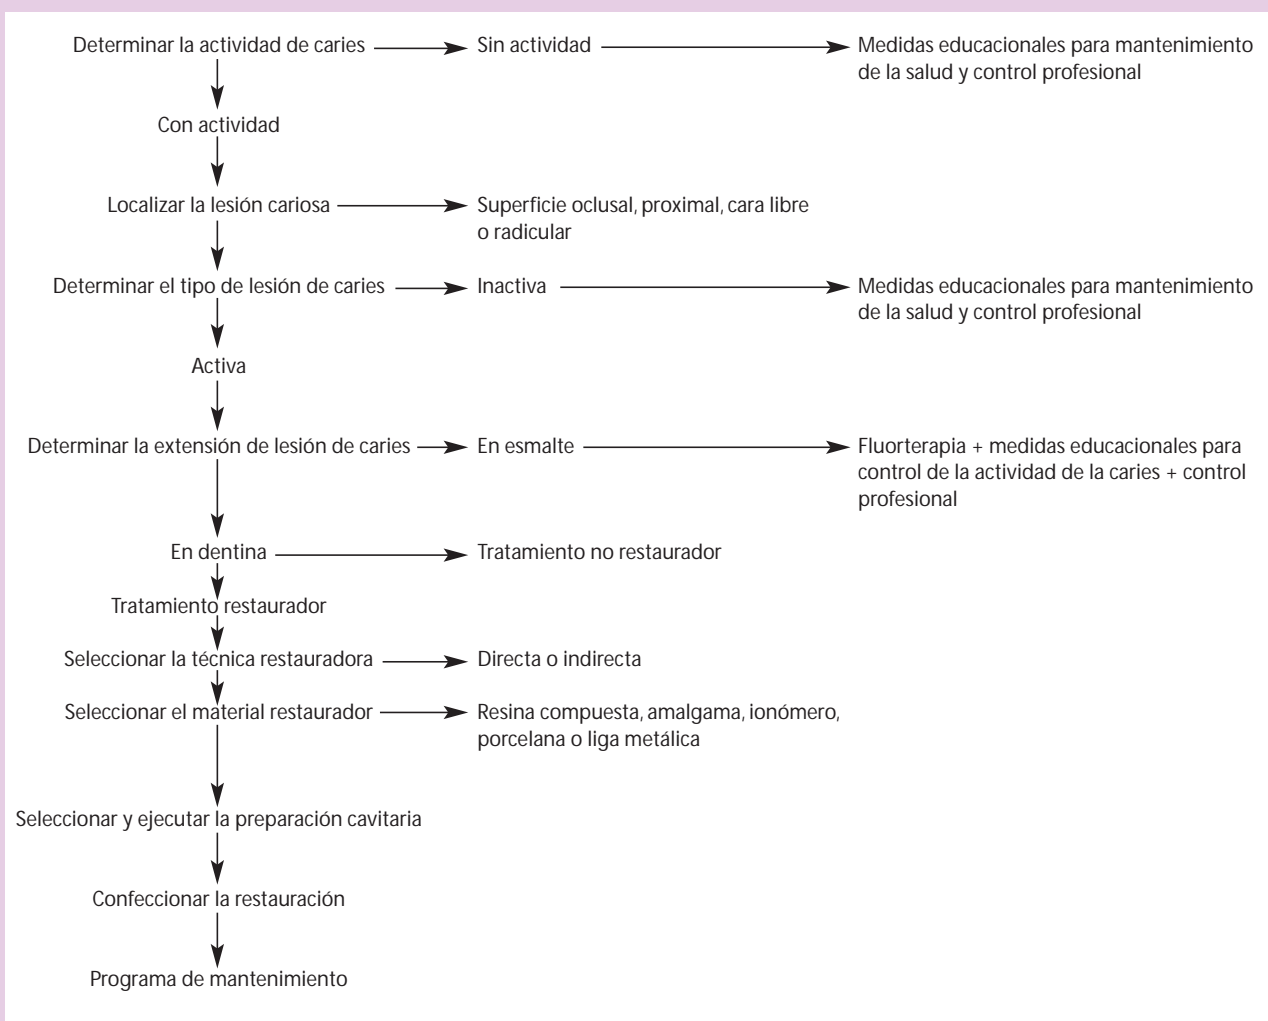 Determinar la actividad de caries
Sin actividad
Medidas educacionales para mantenimiento
de la salud y control profesional
Con actividad
Localizar la lesión cariosa
Superficie oclusal, proximal, cara libre
o radicular
Determinar el tipo de lesión de caries
Inactiva
Medidas educacionales para mantenimiento
de la salud y control profesional
Activa
Determinar la extensión de lesión de caries
En esmalte
Fluorterapia + medidas educacionales para
control de la actividad de la caries + control
profesional
En dentina
Tratamiento no restaurador
Tratamiento restaurador
Seleccionar la técnica restauradora
Directa o indirecta
Seleccionar el material restaurador
Resina compuesta, amalgama, ionómero,
porcelana o liga metálica
Seleccionar y ejecutar la preparación cavitaria
Confeccionar la restauración
Programa de mantenimiento